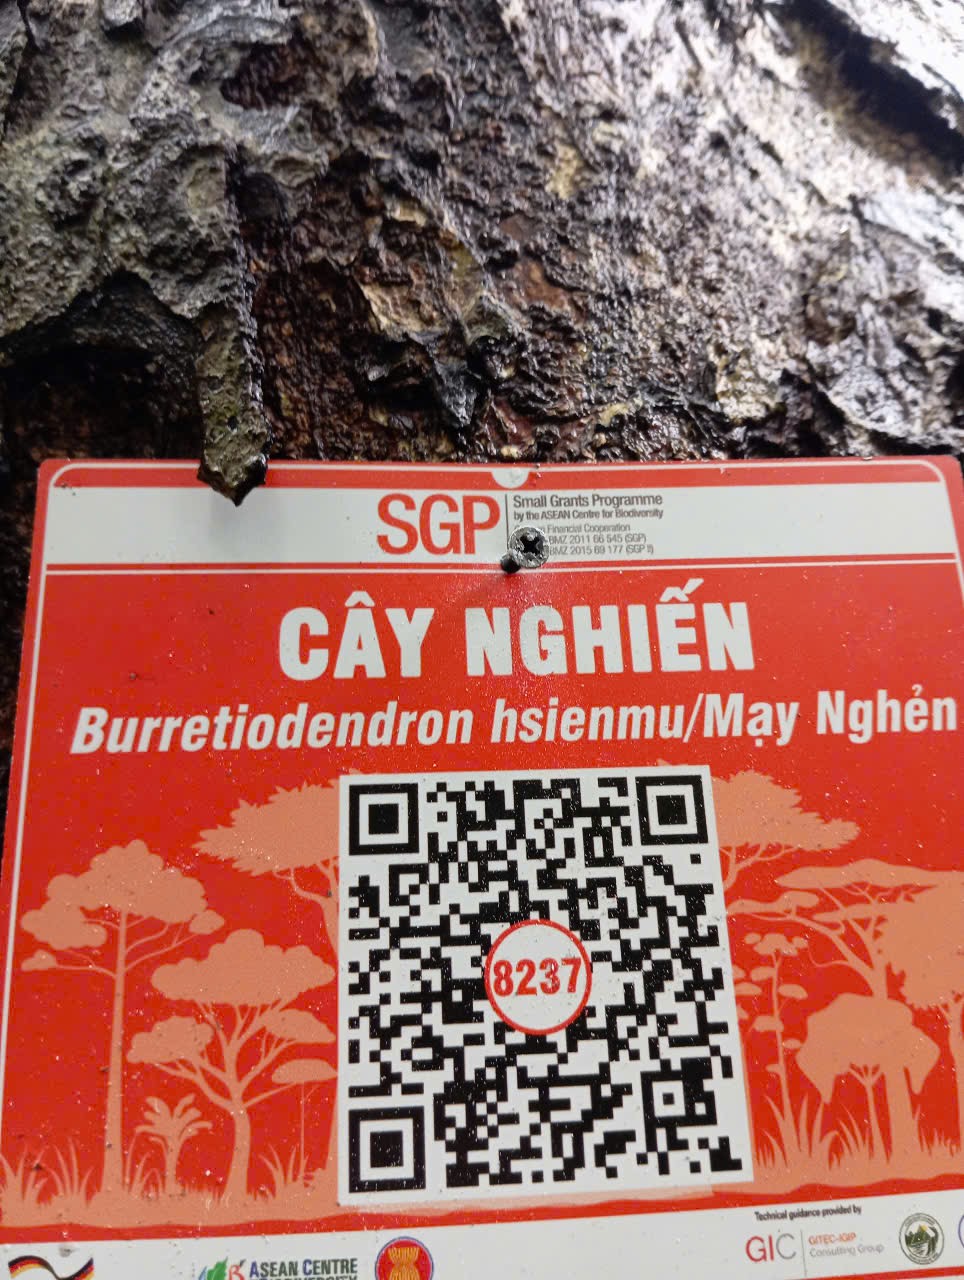 SGP
Small Grants Programme
by the ASEAN Centre for Biodiversity
Financial Cooperation
BMZ 2011 66 545 (SGP)
BMZ 2015 69 177 (SGP II)
CÂY NGHIẾN
Burretiodendron hsienmu/Mạy Nghẻn
8237
Technical guidance provided by
ASEAN CENTRE
GIC
GITEC-IGIP
Consulting Group